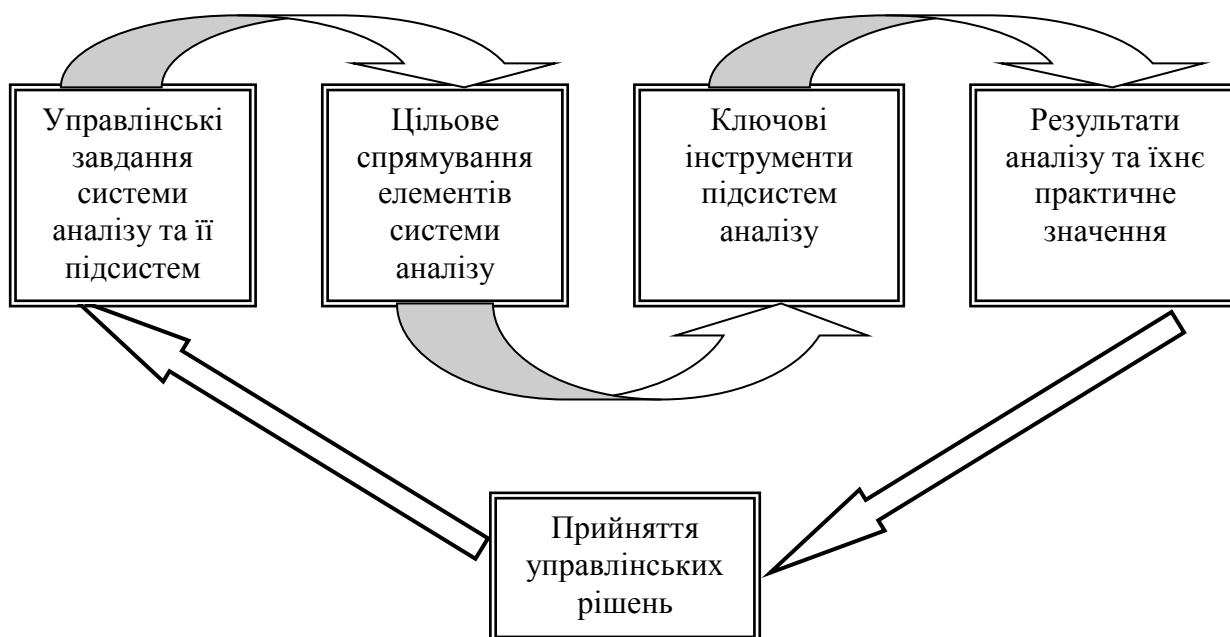 Управлінські
завдання
системи
аналізу та її
підсистем
Цільове
спрямування
елементів
системи
аналізу
Ключові
інструменти
підсистем
аналізу
Результати
аналізу та їхнє
практичне
значення
Прийняття
управлінських
рішень